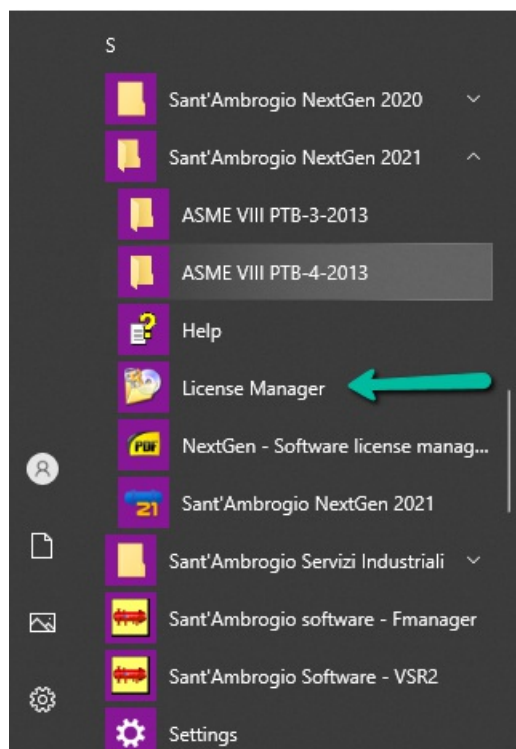 S
Sant'Ambrogio NextGen 2020
Sant'Ambrogio NextGen 2021
ASME VIII PTB-3-2013
ASME VIII PTB-4-2013
Help
License Manager
PDF
NextGen - Software license manag...
21
Sant'Ambrogio NextGen 2021
Sant'Ambrogio Servizi Industriali
Sant'Ambrogio software - Fmanager
Sant'Ambrogio Software - VSR2
Settings